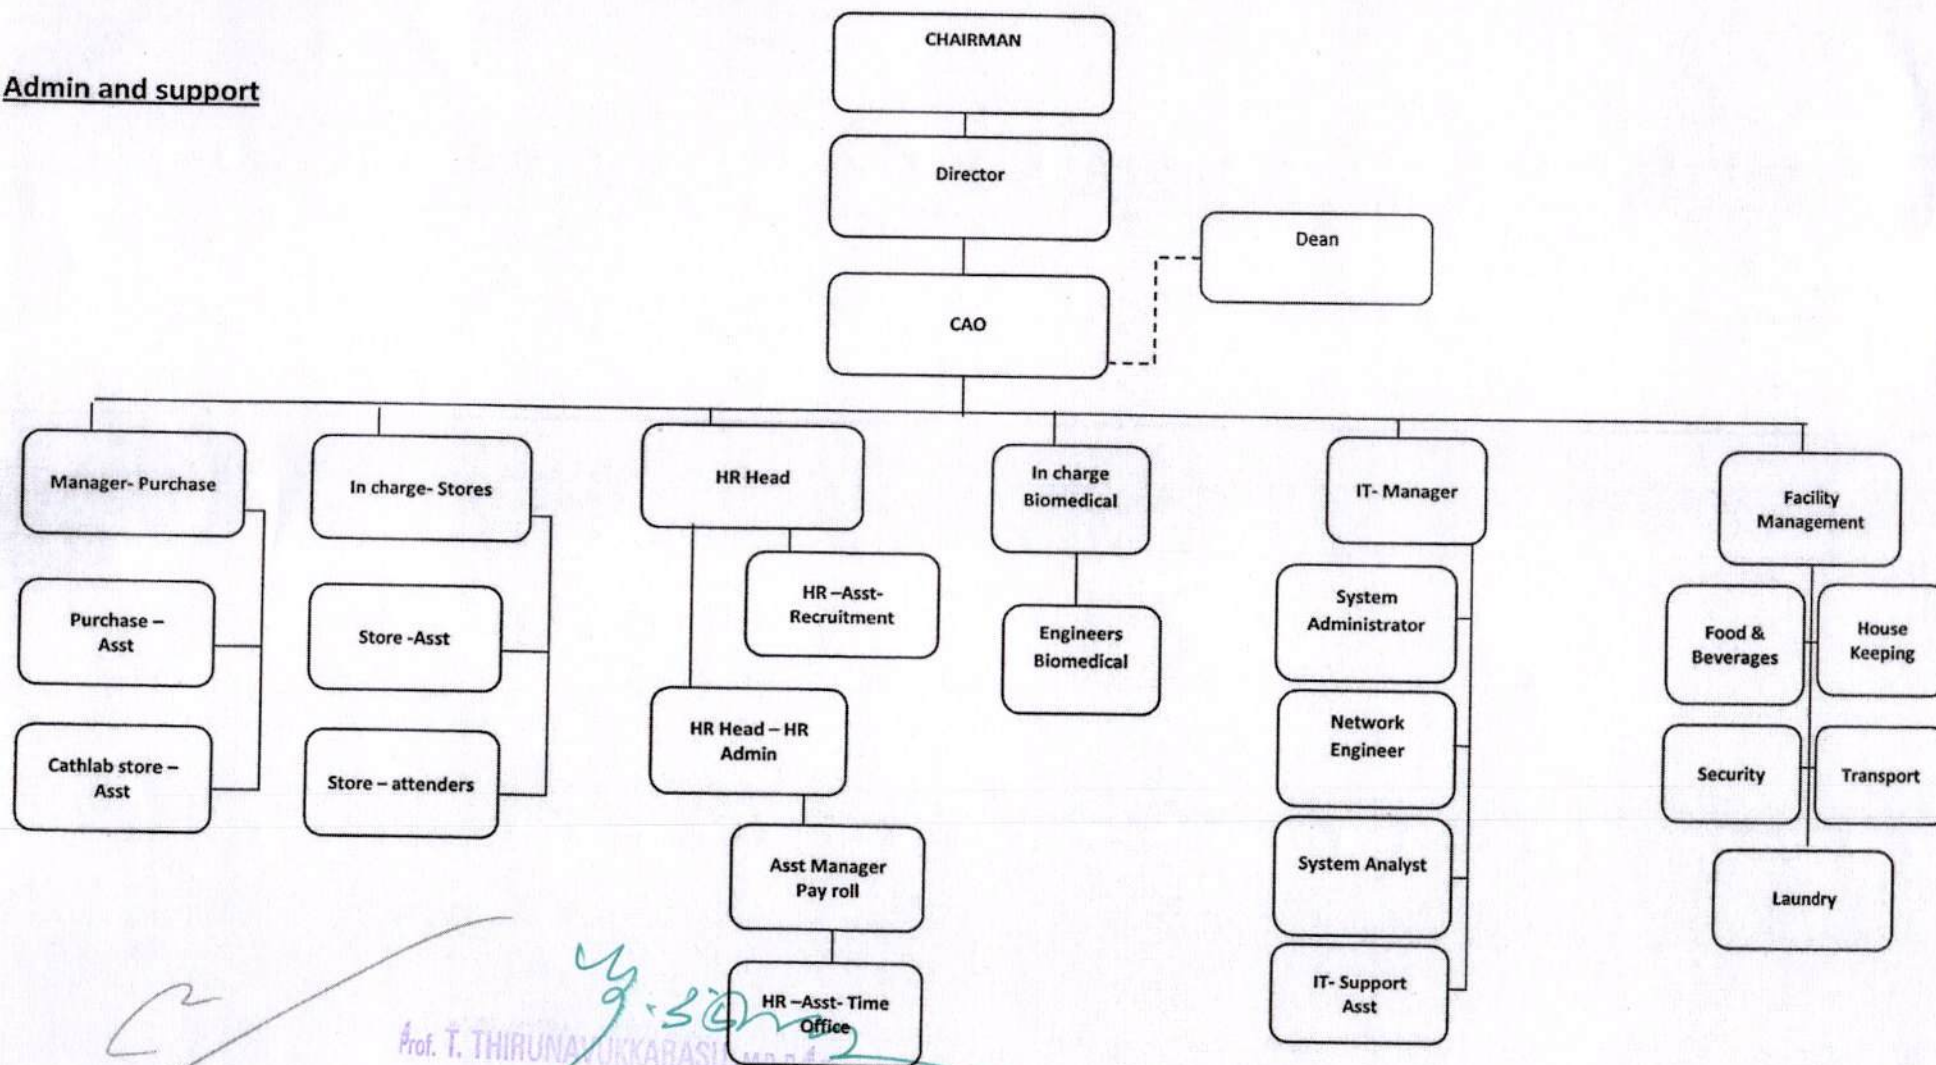 CHAIRMAN
Admin and support
Director
Dean
CAO
Manager- Purchase
In charge- Stores
HR Head
In charge
Biomedical
IT- Manager
Facility
Management
Purchase –
Asst
Store -Asst
HR –Asst-
Recruitment
Engineers
Biomedical
System
Administrator
Food &
Beverages
House
Keeping
Cathlab store –
Asst
Store – attenders
HR Head – HR
Admin
Network
Engineer
Security
Transport
Asst Manager
Pay roll
System Analyst
Laundry
HR –Asst- Time
Office
IT- Support
Asst
Prof. T. THIRUNAVUKKARASU